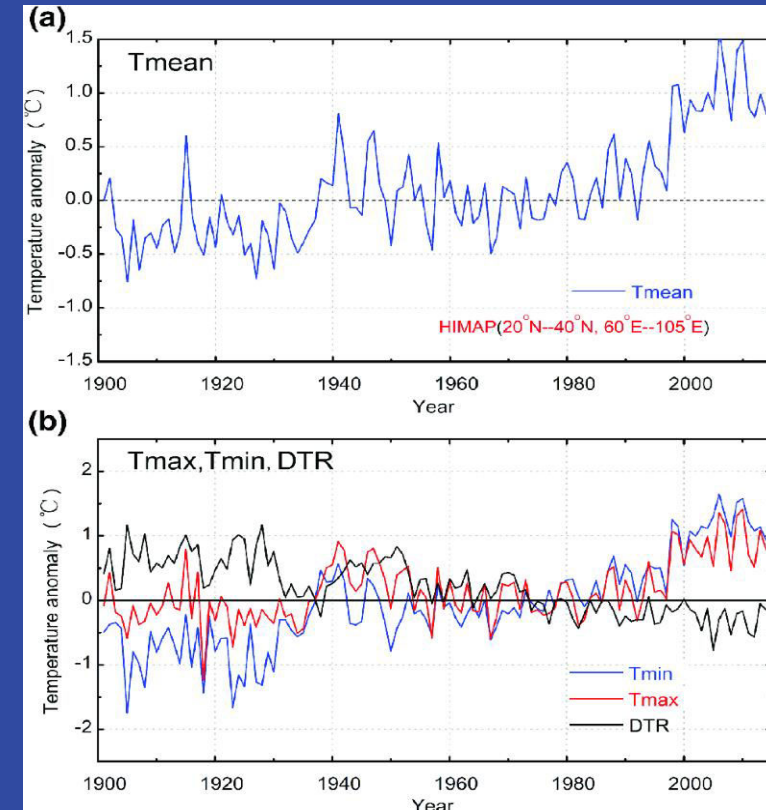 (a)
1.5
Tmean
1.0
0.5
0.0
-0.5
-1.0
-1.5
Temperature anomaly (℃)
Tmean
HIMAP(20°N--40°N, 60°E--105°E)
1900 1920 1940 1960 1980 2000
Year
(b)
Tmax,Tmin, DTR
2
1
0
-1
-2
Temperature anomaly (℃)
Tmin
Tmax
DTR
1900 1920 1940 1960 1980 2000
Year